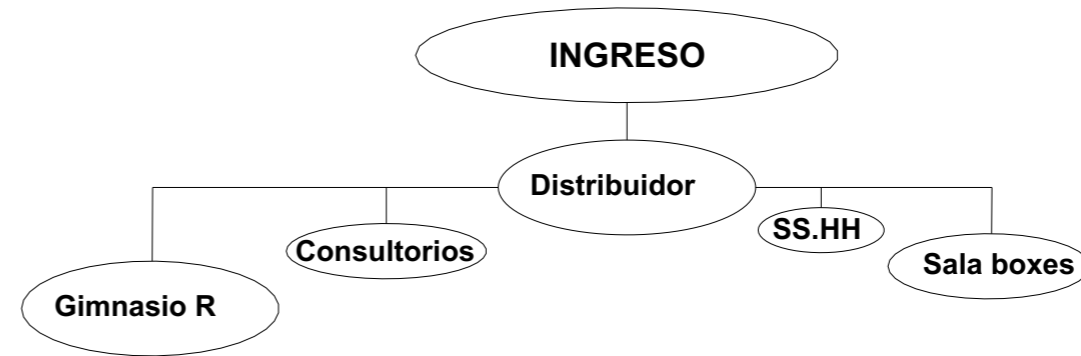 INGRESO
Distribuidor
SS.HH
Consultorios
Sala boxes
Gimnasio R